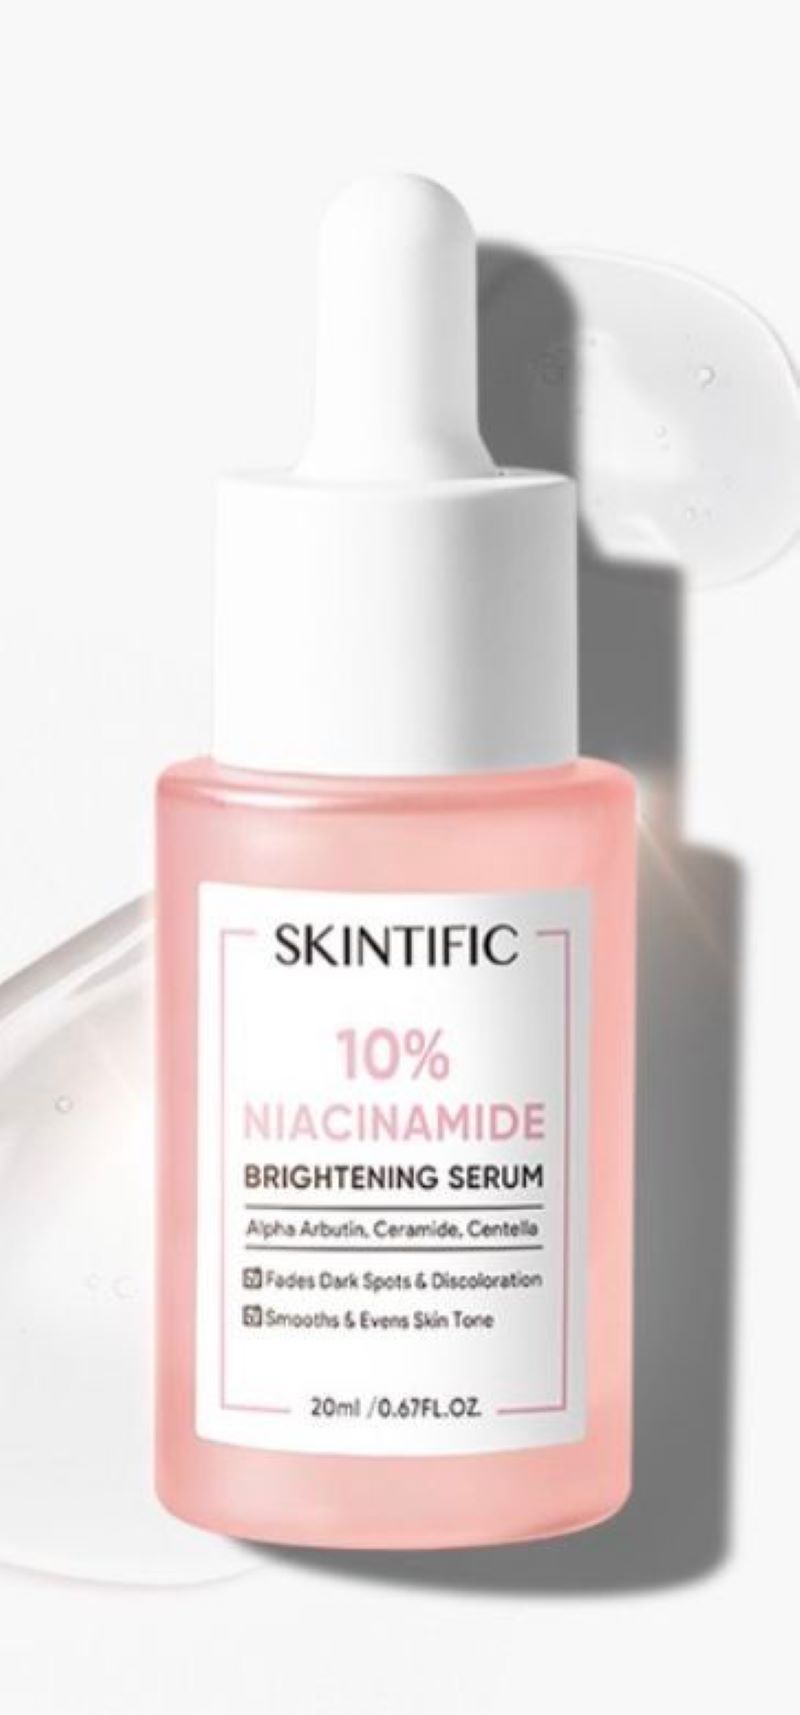 SKINTIFIC
10%
NIACINAMIDE
BRIGHTENING SERUM
Alpha Arbutin, Ceramide, Centella
Fades Dark Spots & Discoloration
Smooths & Evens Skin Tone
20ml /0.67FL.OZ.